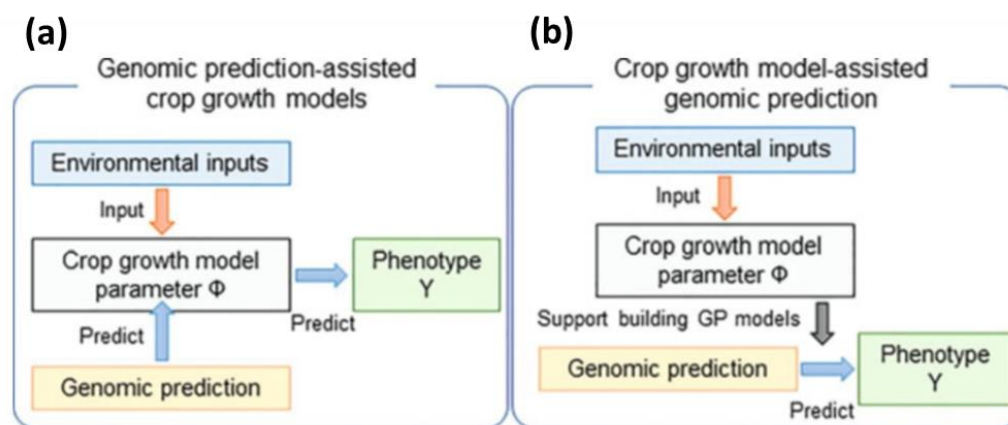 (a)
Genomic prediction-assisted
crop growth models
Environmental inputs
Input
Crop growth model
parameter Φ
Predict
Phenotype
Y
Predict
Genomic prediction
(b)
Crop growth model-assisted
genomic prediction
Environmental inputs
Input
Crop growth model
parameter Φ
Support building GP models
Genomic prediction
Predict
Phenotype
Y